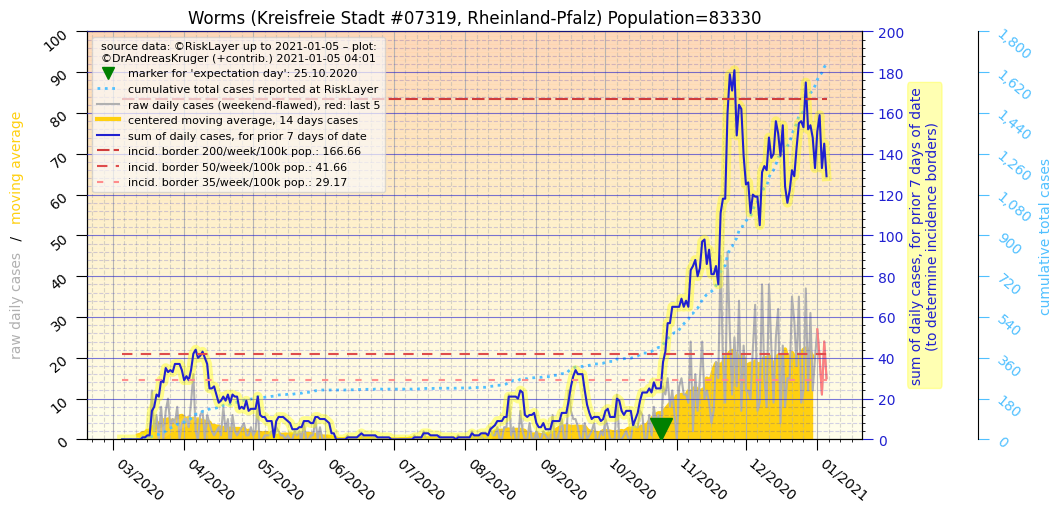 Worms (Kreisfreie Stadt #07319, Rheinland-Pfalz) Population=83330
source data: ©RiskLayer up to 2021-01-05 – plot:
©DrAndreasKruger (+contrib.) 2021-01-05 04:01
marker for 'expectation day': 25.10.2020
cumulative total cases reported at RiskLayer
raw daily cases (weekend-flawed), red: last 5
centered moving average, 14 days cases
sum of daily cases, for prior 7 days of date
incid. border 200/week/100k pop.: 166.66
incid. border 50/week/100k pop.: 41.66
incid. border 35/week/100k pop.: 29.17
raw daily cases / moving average
100
90
80
70
60
50
40
30
20
10
0
03/2020
04/2020
05/2020
06/2020
07/2020
08/2020
09/2020
10/2020
11/2020
12/2020
01/2021
200
180
160
140
120
100
80
60
40
20
0
sum of daily cases, for prior 7 days of date
(to determine incidence borders)
1,800
1,620
1,440
1,260
1,080
900
720
540
360
180
0
cumulative total cases